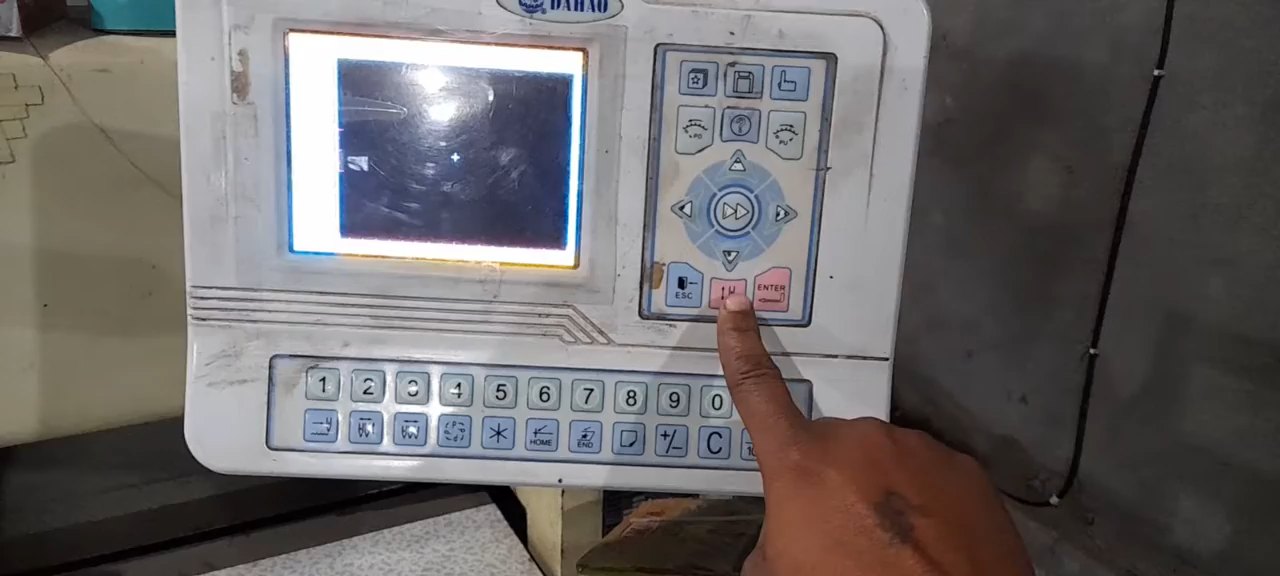 DAHAO
PD
PU
ESC
ENTER
1 2 3 4 5 6 7 8 9 0
HOME
END
+/-
C